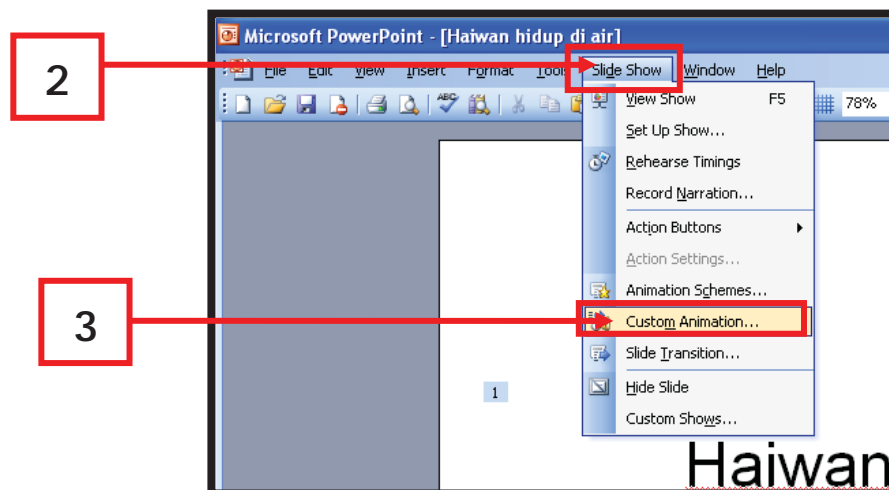 Microsoft PowerPoint - [Haiwan hidup di air]
2
File Edit View Insert Format Tools Slide Show Window Help
View Show F5
78%
Set Up Show...
Rehearse Timings
Record Narration...
Action Buttons
Action Settings...
Animation Schemes...
3
Custom Animation...
Slide Transition...
1
Hide Slide
Custom Shows...
Haiwan